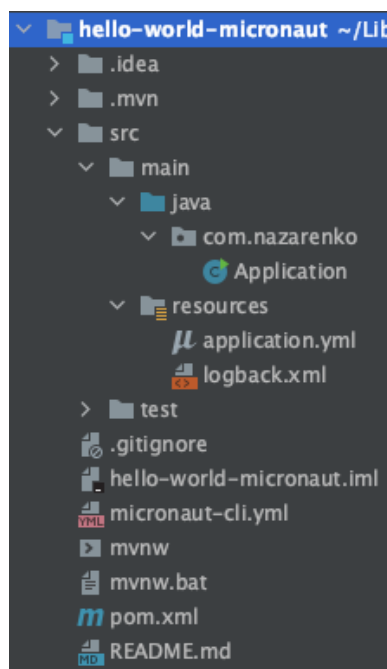 hello-world-micronaut ~/Lib
.idea
.mvn
src
main
java
com.nazarenko
Application
resources
application.yml
logback.xml
test
.gitignore
hello-world-micronaut.iml
micronaut-cli.yml
mvnw
mvnw.bat
pom.xml
README.md